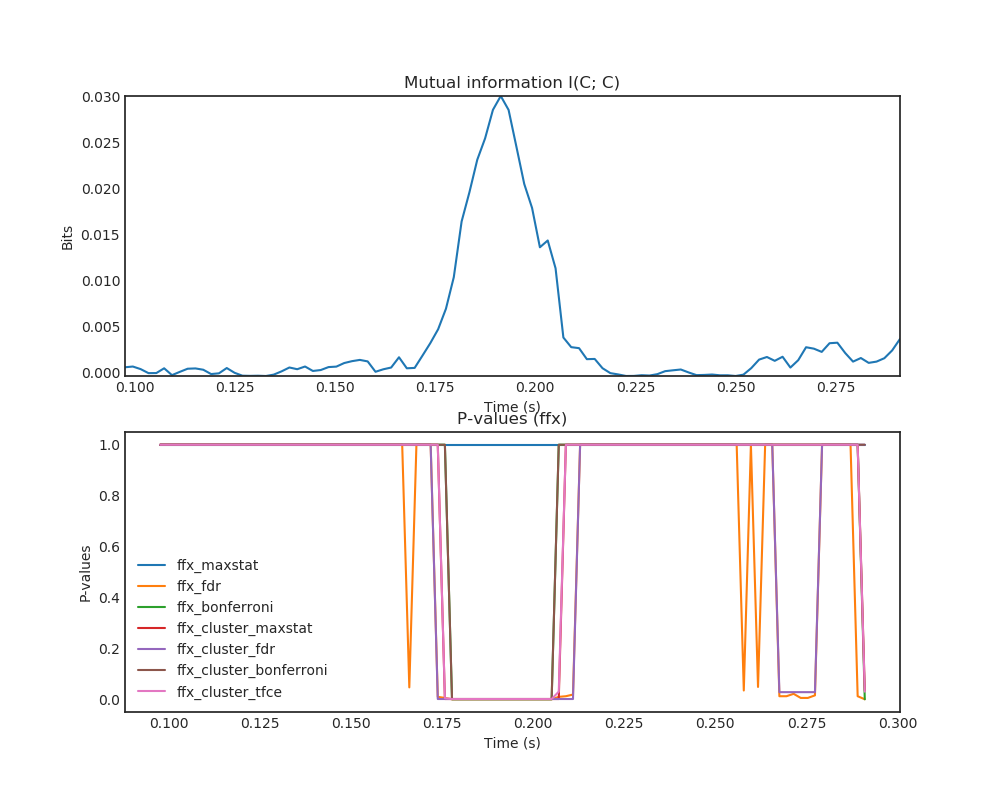 Mutual information I(C; C)
0.030
0.025
0.020
0.015
0.010
0.005
0.000
Bits
0.100 0.125 0.150 0.175 0.200 0.225 0.250 0.275
Time (s)
P-values (ffx)
1.0
0.8
0.6
0.4
0.2
0.0
P-values
ffx_maxstat
ffx_fdr
ffx_bonferroni
ffx_cluster_maxstat
ffx_cluster_fdr
ffx_cluster_bonferroni
ffx_cluster_tfce
0.100 0.125 0.150 0.175 0.200 0.225 0.250 0.275 0.300
Time (s)